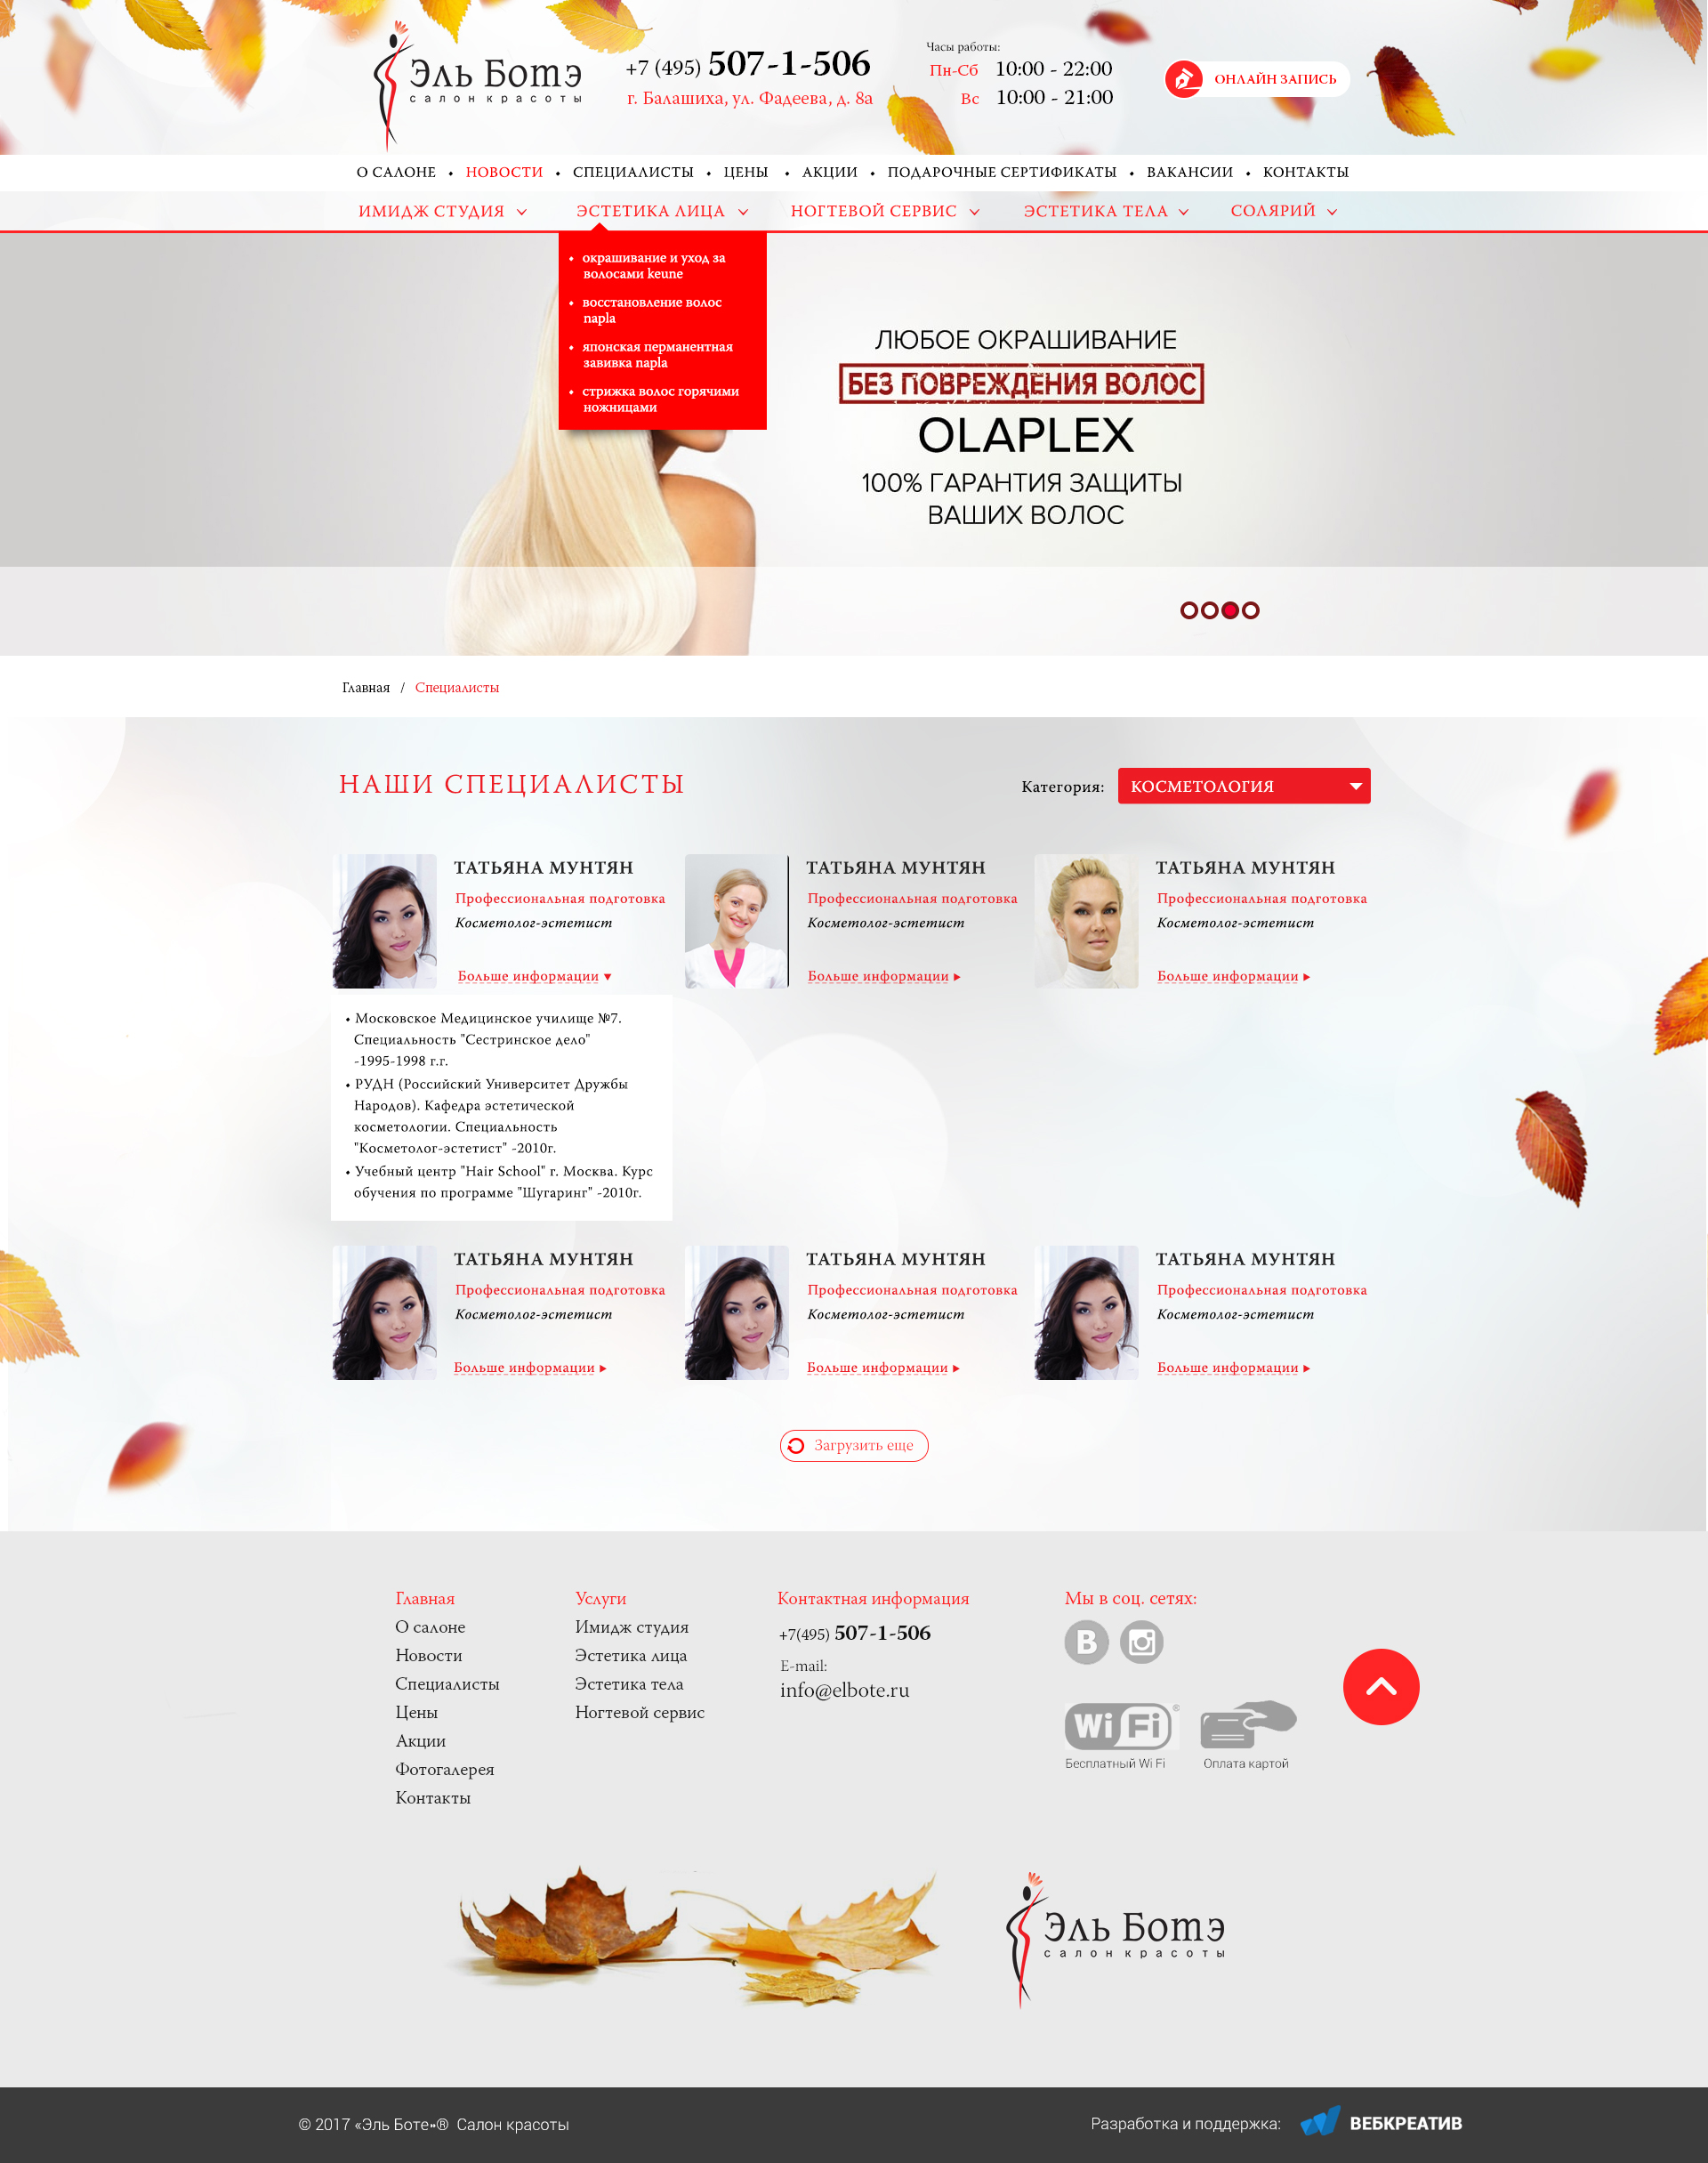 Эль Ботэ
салон красоты
+7 (495) 507-1-506
г. Балашиха, ул. Фадеева, д. 8а
Часы работы:
Пн-Сб 10:00 - 22:00
Вс 10:00 - 21:00
ОНЛАЙН ЗАПИСЬ
О САЛОНЕ • НОВОСТИ • СПЕЦИАЛИСТЫ • ЦЕНЫ • АКЦИИ • ПОДАРОЧНЫЕ СЕРТИФИКАТЫ • ВАКАНСИИ • КОНТАКТЫ
ИМИДЖ СТУДИЯ ЭСТЕТИКА ЛИЦА НОГТЕВОЙ СЕРВИС ЭСТЕТИКА ТЕЛА СОЛЯРИЙ
• окрашивание и уход за
волосами keune
• восстановление волос
napla
• японская перманентная
завивка napla
• стрижка волос горячими
ножницами
ЛЮБОЕ ОКРАШИВАНИЕ
БЕЗ ПОВРЕЖДЕНИЯ ВОЛОС
OLAPLEX
100% ГАРАНТИЯ ЗАЩИТЫ
ВАШИХ ВОЛОС
Главная / Специалисты
НАШИ СПЕЦИАЛИСТЫ
Категория: КОСМЕТОЛОГИЯ
ТАТЬЯНА МУНТЯН
Профессиональная подготовка
Косметолог-эстетист
Больше информации
ТАТЬЯНА МУНТЯН
Профессиональная подготовка
Косметолог-эстетист
Больше информации
ТАТЬЯНА МУНТЯН
Профессиональная подготовка
Косметолог-эстетист
Больше информации
• Московское Медицинское училище №7.
Специальность "Сестринское дело"
-1995-1998 г.г.
• РУДН (Российский Университет Дружбы
Народов). Кафедра эстетической
косметологии. Специальность
"Косметолог-эстетист" -2010г.
• Учебный центр "Hair School" г. Москва. Курс
обучения по программе "Шугаринг" -2010г.
ТАТЬЯНА МУНТЯН
Профессиональная подготовка
Косметолог-эстетист
Больше информации
ТАТЬЯНА МУНТЯН
Профессиональная подготовка
Косметолог-эстетист
Больше информации
ТАТЬЯНА МУНТЯН
Профессиональная подготовка
Косметолог-эстетист
Больше информации
Загрузить еще
Главная
О салоне
Новости
Специалисты
Цены
Акции
Фотогалерея
Контакты
Услуги
Имидж студия
Эстетика лица
Эстетика тела
Ногтевой сервис
Контактная информация
+7(495) 507-1-506
E-mail:
info@elbote.ru
Мы в соц. сетях:
B
Wi Fi ®
Бесплатный Wi Fi
Оплата картой
Эль Ботэ
салон красоты
© 2017 «Эль Боте»® Салон красоты
Разработка и поддержка: ВЕБКРЕАТИВ